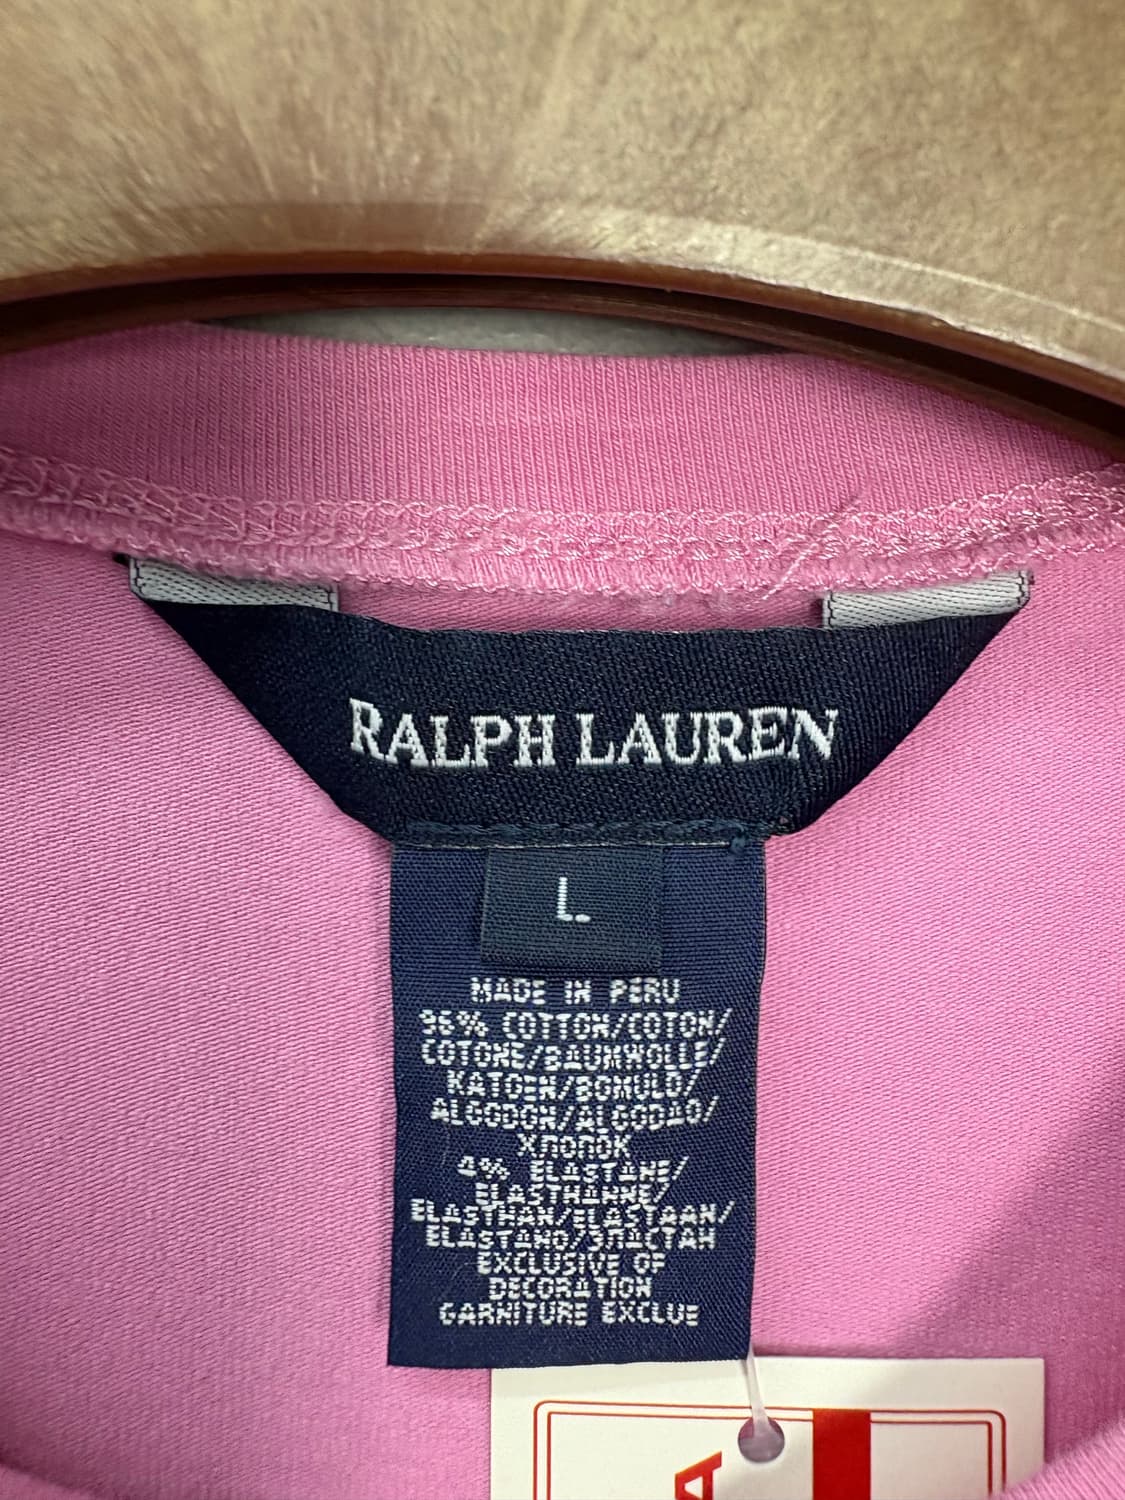 RALPH LAUREN
L
MADE IN PERU
96% COTTON/COTON/
COTONE/BAUMWOLLE/
KATOEN/BOMULD/
ALGODON/ALGODAO/
ХЛОПОК
4% ELASTANE/
ELASTHANNE/
ELASTHAN/ELASTAAN/
ELASTANO/ЭЛАСТАН
EXCLUSIVE OF
DECORATION
GARNITURE EXCLUE
A